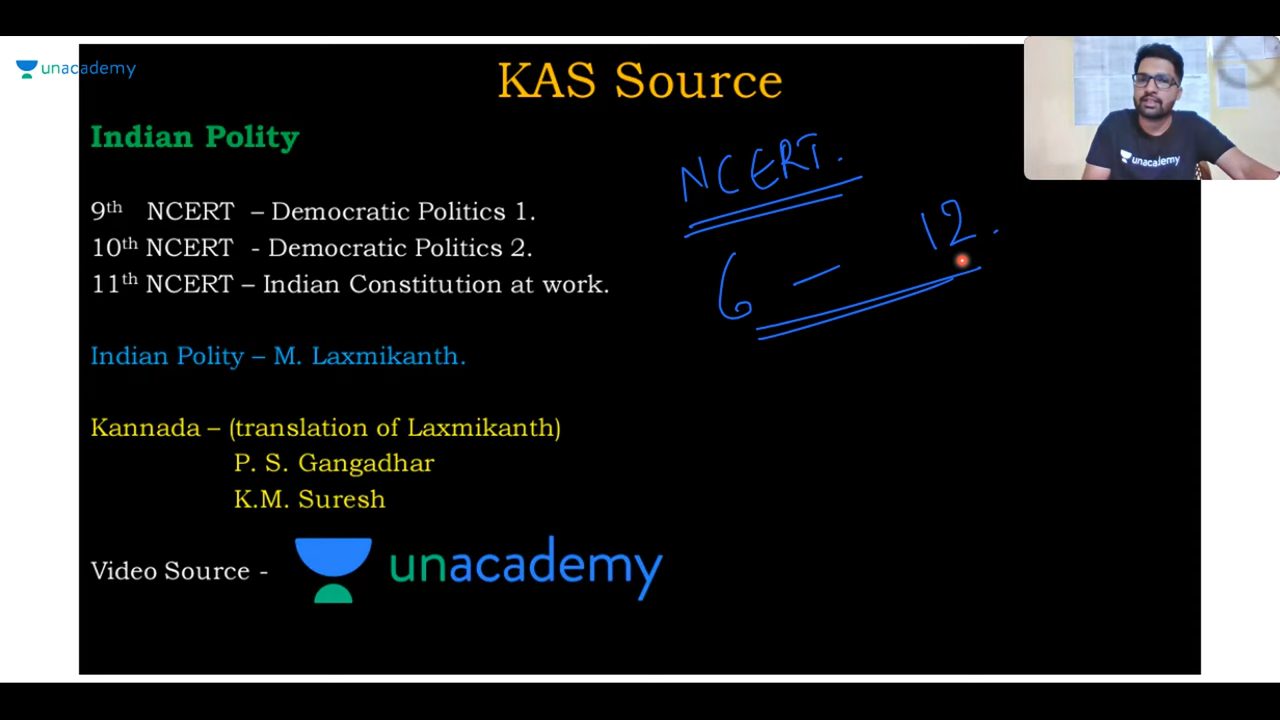 unacademy
KAS Source
Indian Polity
9th NCERT – Democratic Politics 1.
10th NCERT - Democratic Politics 2.
11th NCERT – Indian Constitution at work.
Indian Polity – M. Laxmikanth.
Kannada – (translation of Laxmikanth)
P. S. Gangadhar
K.M. Suresh
Video Source - unacademy
NCERT.
6 – 12.
unacademy